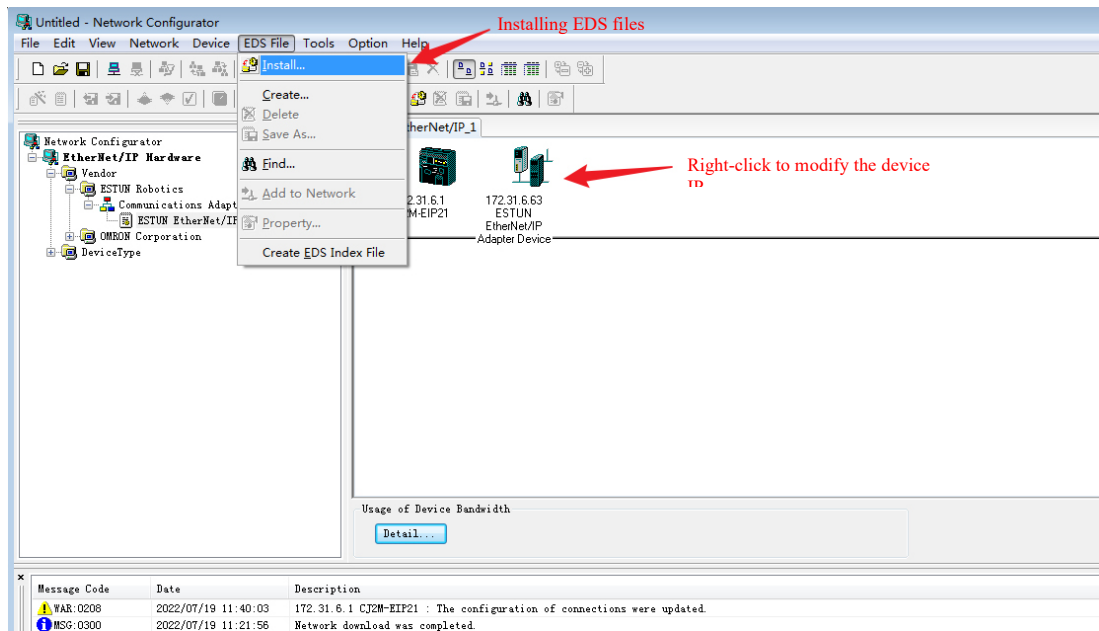 Untitled - Network Configurator
Installing EDS files
File Edit View Network Device EDS File Tools Option Help
Install...
Create...
Delete
Save As...
Find...
Add to Network
Property...
Create EDS Index File
Network Configurator
EtherNet/IP Hardware
Vendor
ESTUN Robotics
Communications Adapt
ESTUN EtherNet/IP
OMRON Corporation
DeviceType
therNet/IP_1
2.31.6.1
M-EIP21
172.31.6.63
ESTUN
EtherNet/IP
Adapter Device
Right-click to modify the device
IP
Usage of Device Bandwidth
Detail...
Message Code Date Description
WAR:0208 2022/07/19 11:40:03 172.31.6.1 CJ2M-EIP21 : The configuration of connections were updated.
MSG:0300 2022/07/19 11:21:56 Network download was completed.